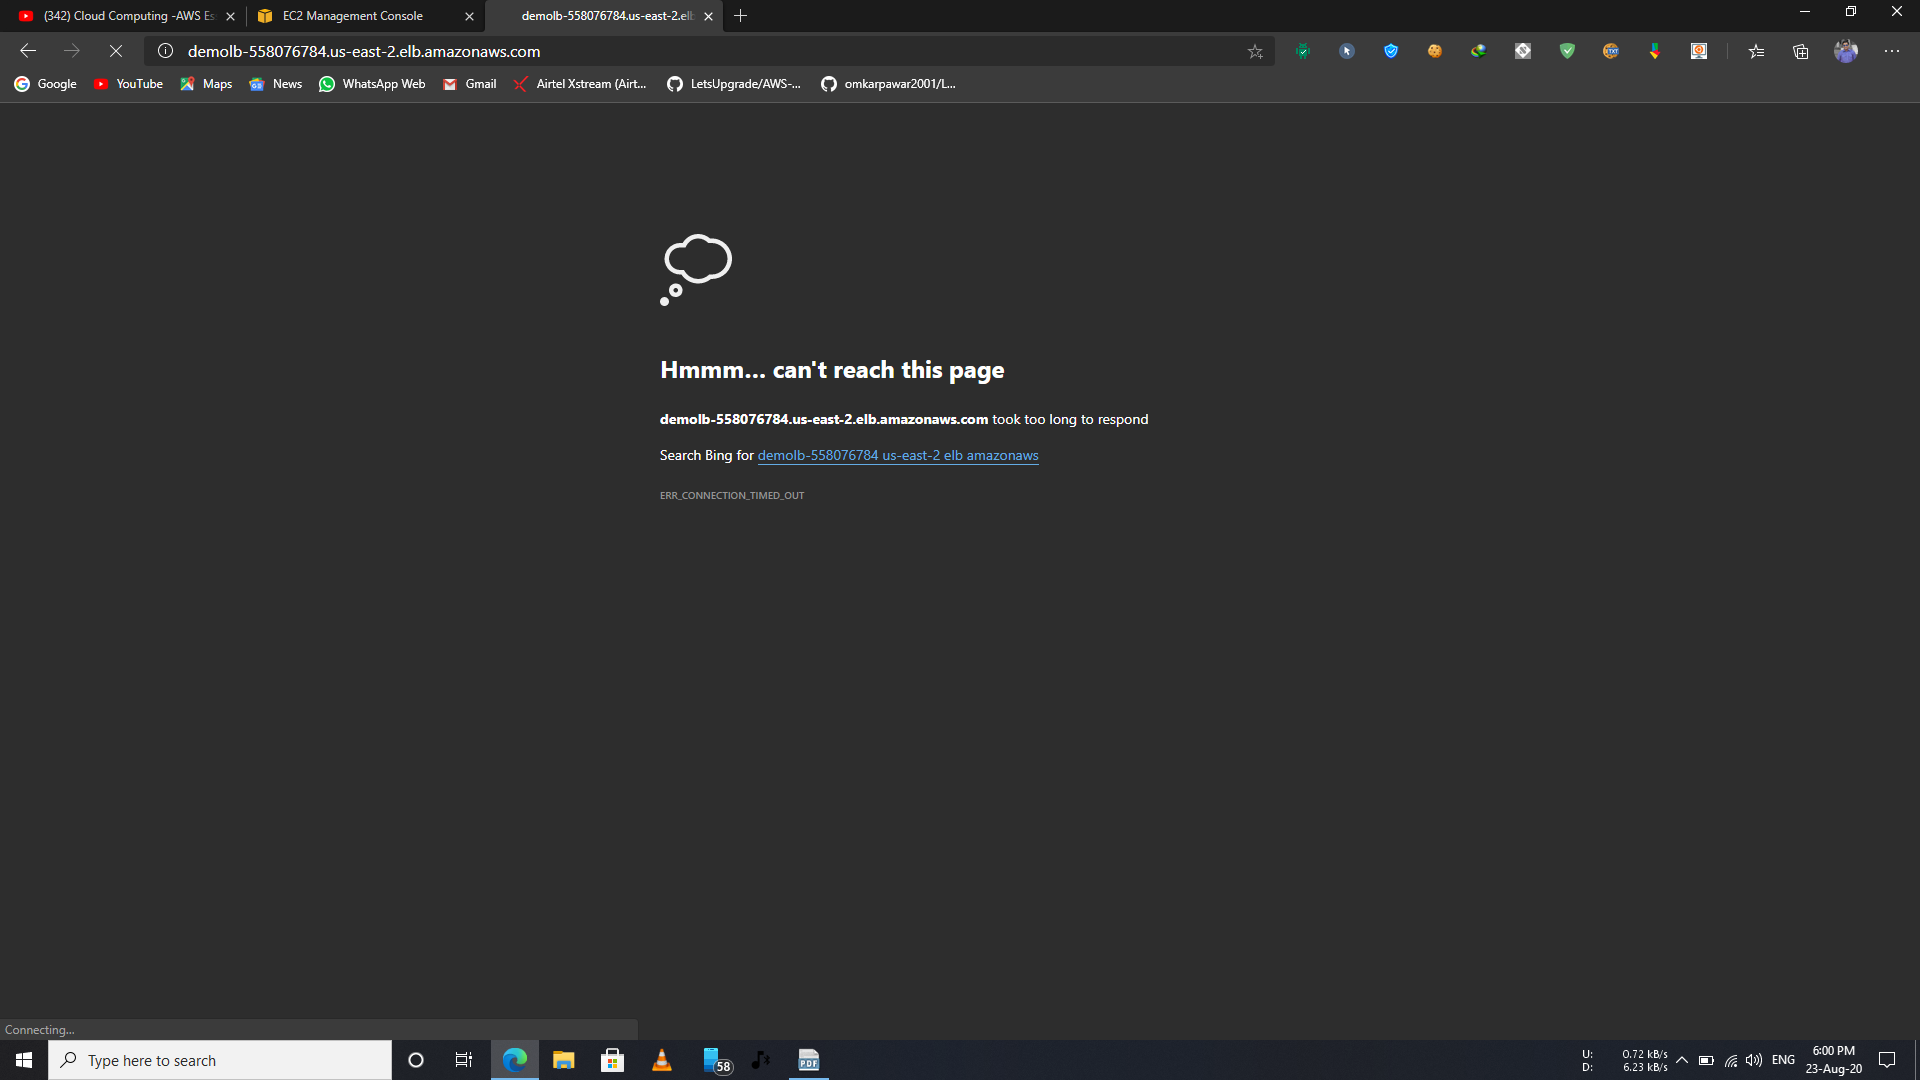 (342) Cloud Computing -AWS Es
EC2 Management Console
demolb-558076784.us-east-2.elb
demolb-558076784.us-east-2.elb.amazonaws.com
Google
YouTube
Maps
News
WhatsApp Web
Gmail
Airtel Xstream (Airt...
LetsUpgrade/AWS-...
omkarpawar2001/L...
Hmmm... can't reach this page
demolb-558076784.us-east-2.elb.amazonaws.com took too long to respond
Search Bing for demolb-558076784 us-east-2 elb amazonaws
ERR_CONNECTION_TIMED_OUT
Connecting...
Type here to search
58
PDF
U: 0.72 kB/s
D: 6.23 kB/s
ENG
6:00 PM
23-Aug-20